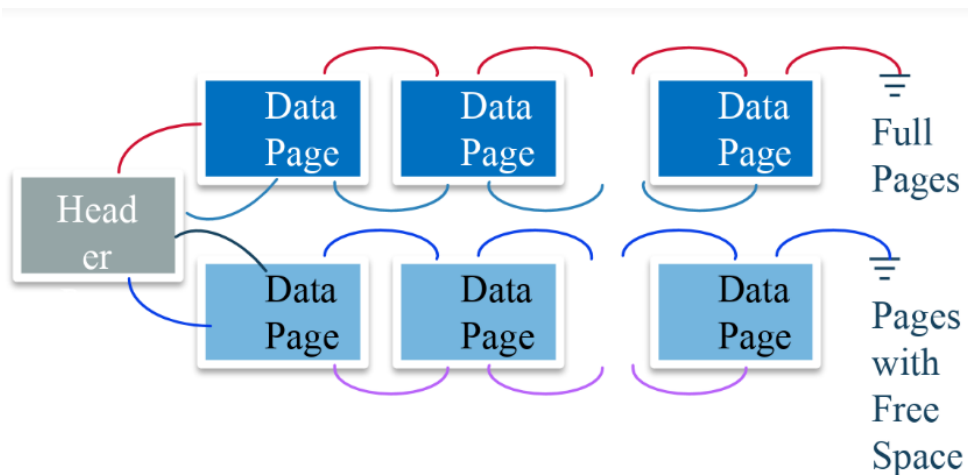 Data
Page
Data
Page
Data
Page
Full
Pages
Head
er
Data
Page
Data
Page
Data
Page
Pages
with
Free
Space